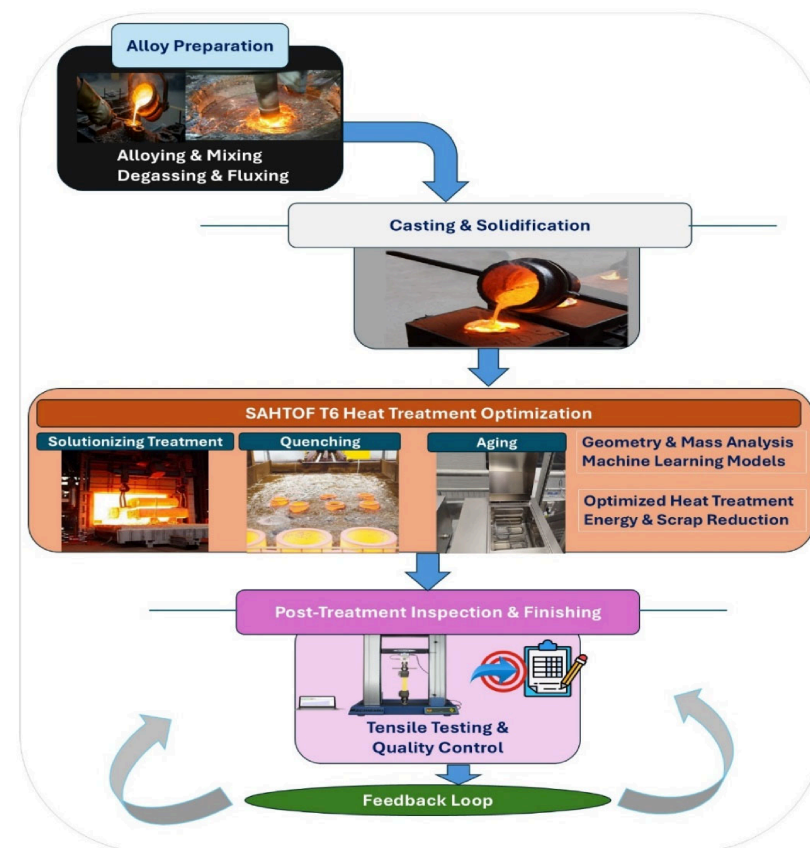 Alloy Preparation
Alloying & Mixing
Degassing & Fluxing
Casting & Solidification
SAHTOF T6 Heat Treatment Optimization
Solutionizing Treatment
Quenching
Aging
Geometry & Mass Analysis
Machine Learning Models
Optimized Heat Treatment
Energy & Scrap Reduction
Post-Treatment Inspection & Finishing
Tensile Testing &
Quality Control
Feedback Loop